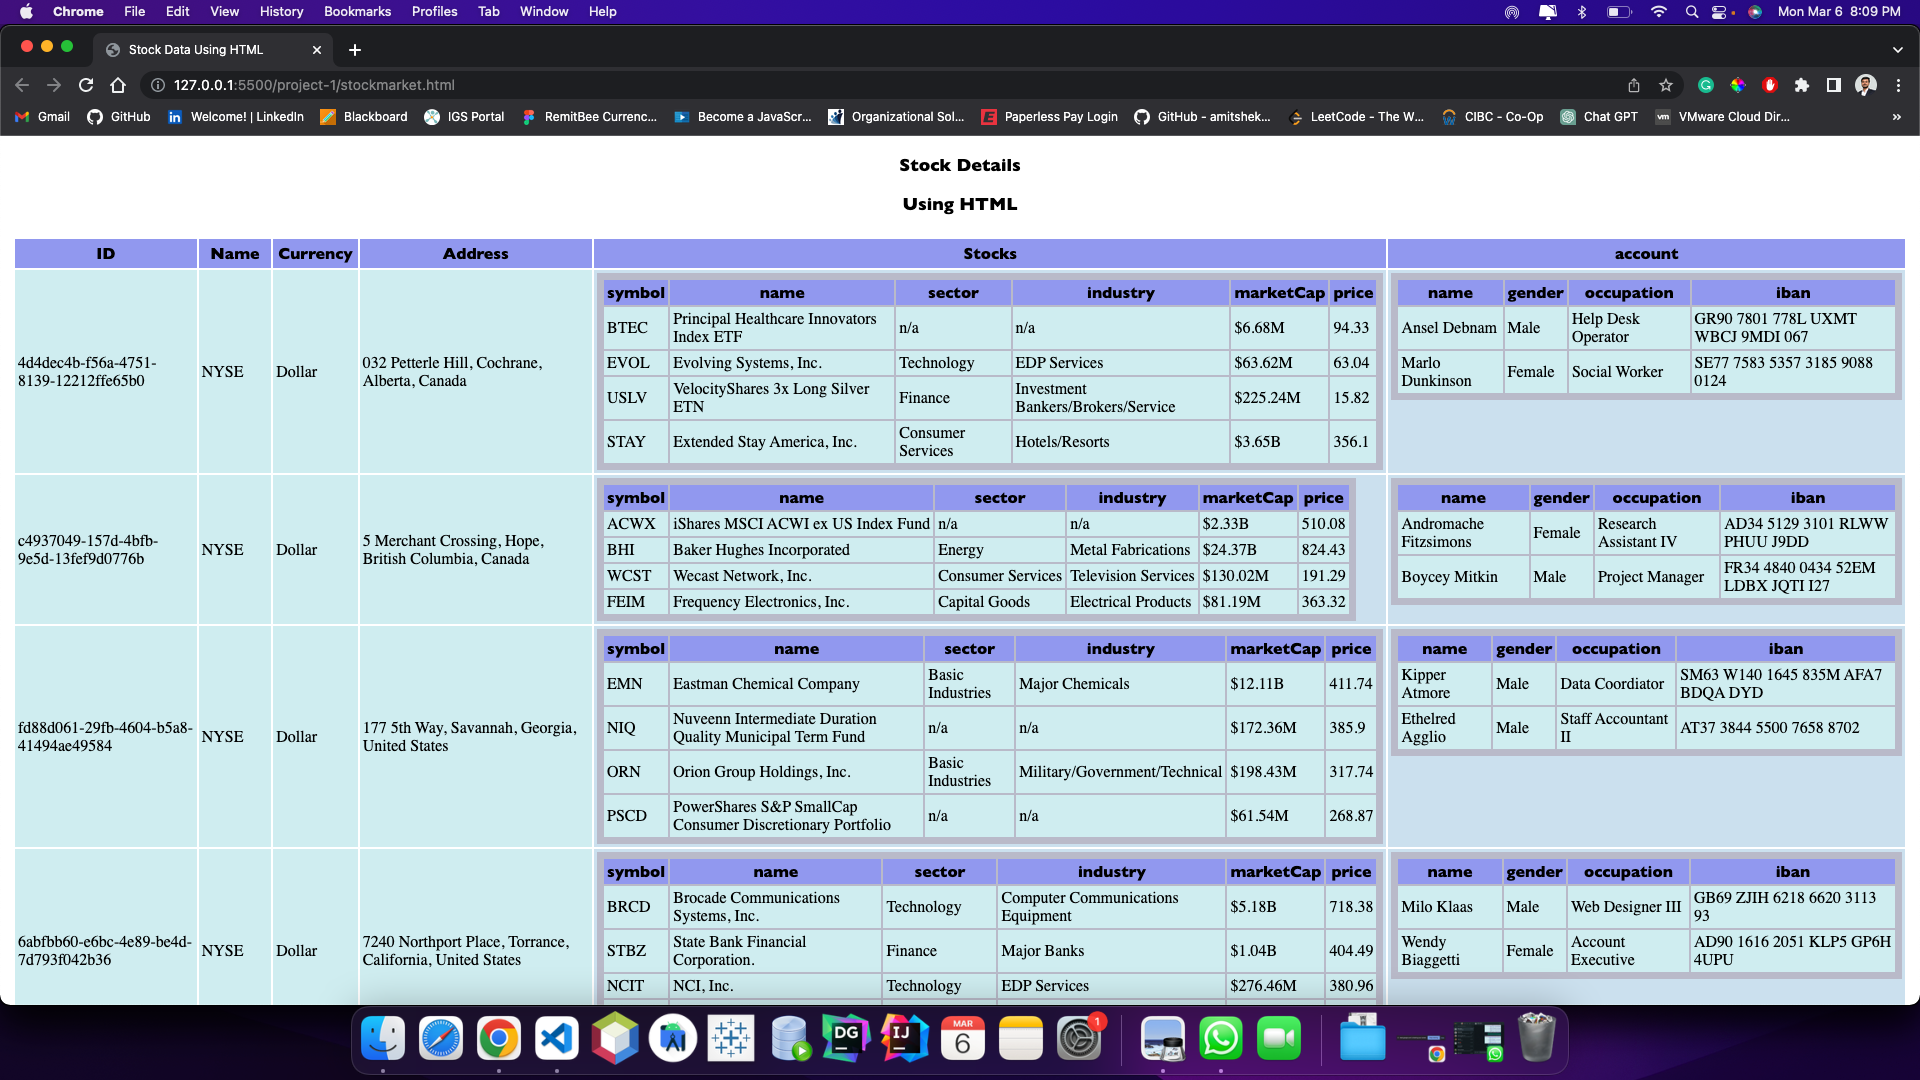 Chrome File Edit View History Bookmarks Profiles Tab Window Help Mon Mar 6 8:09 PM
Stock Data Using HTML
127.0.0.1:5500/project-1/stockmarket.html
Gmail GitHub Welcome! | LinkedIn Blackboard IGS Portal RemitBee Currenc... Become a JavaScr... Organizational Sol... Paperless Pay Login GitHub - amitshek... LeetCode - The W... CIBC - Co-Op Chat GPT VMware Cloud Dir...
Stock Details
Using HTML
ID Name Currency Address Stocks account
4d4dec4b-f56a-4751-
8139-12212ffe65b0
NYSE
Dollar
032 Petterle Hill, Cochrane,
Alberta, Canada
symbol name sector industry marketCap price
BTEC Principal Healthcare Innovators
Index ETF n/a n/a $6.68M 94.33
EVOL Evolving Systems, Inc. Technology EDP Services $63.62M 63.04
USLV VelocityShares 3x Long Silver
ETN Finance Investment
Bankers/Brokers/Service $225.24M 15.82
STAY Extended Stay America, Inc. Consumer
Services Hotels/Resorts $3.65B 356.1
name gender occupation iban
Ansel Debnam Male Help Desk
Operator GR90 7801 778L UXMT
WBCJ 9MDI 067
Marlo
Dunkinson Female Social Worker SE77 7583 5357 3185 9088
0124
c4937049-157d-4bfb-
9e5d-13fef9d0776b
NYSE
Dollar
5 Merchant Crossing, Hope,
British Columbia, Canada
symbol name sector industry marketCap price
ACWX iShares MSCI ACWI ex US Index Fund n/a n/a $2.33B 510.08
BHI Baker Hughes Incorporated Energy Metal Fabrications $24.37B 824.43
WCST Wecast Network, Inc. Consumer Services Television Services $130.02M 191.29
FEIM Frequency Electronics, Inc. Capital Goods Electrical Products $81.19M 363.32
name gender occupation iban
Andromache
Fitzsimons Female Research
Assistant IV AD34 5129 3101 RLWW
PHUU J9DD
Boycey Mitkin Male Project Manager FR34 4840 0434 52EM
LDBX JQTI I27
fd88d061-29fb-4604-b5a8-
41494ae49584
NYSE
Dollar
177 5th Way, Savannah, Georgia,
United States
symbol name sector industry marketCap price
EMN Eastman Chemical Company Basic
Industries Major Chemicals $12.11B 411.74
NIQ Nuveenn Intermediate Duration
Quality Municipal Term Fund n/a n/a $172.36M 385.9
ORN Orion Group Holdings, Inc. Basic
Industries Military/Government/Technical $198.43M 317.74
PSCD PowerShares S&P SmallCap
Consumer Discretionary Portfolio n/a n/a $61.54M 268.87
name gender occupation iban
Kipper
Atmore Male Data Coordiator SM63 W140 1645 835M AFA7
BDQA DYD
Ethelred
Agglio Male Staff Accountant
II AT37 3844 5500 7658 8702
6abfbb60-e6bc-4e89-be4d-
7d793f042b36
NYSE
Dollar
7240 Northport Place, Torrance,
California, United States
symbol name sector industry marketCap price
BRCD Brocade Communications
Systems, Inc. Technology Computer Communications
Equipment $5.18B 718.38
STBZ State Bank Financial
Corporation. Finance Major Banks $1.04B 404.49
NCIT NCI, Inc. Technology EDP Services $276.46M 380.96
name gender occupation iban
Milo Klaas Male Web Designer III GB69 ZJIH 6218 6620 3113
93
Wendy
Biaggetti Female Account
Executive AD90 1616 2051 KLP5 GP6H
4UPU
DG IJ MAR 6 1